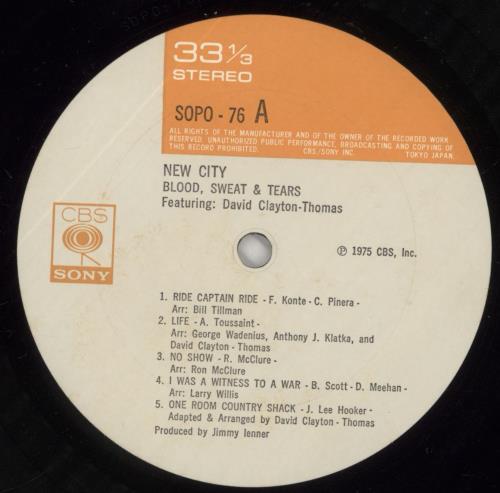 SOPO-76
33 1/3
STEREO
SOPO - 76 A
ALL RIGHTS OF THE MANUFACTURER AND OF THE OWNER OF THE RECORDED WORK
RESERVED. UNAUTHORIZED PUBLIC PERFORMANCE, BROADCASTING AND COPYING OF
THIS RECORD PROHIBITED. CBS/SONY INC. TOKYO JAPAN.
NEW CITY
BLOOD, SWEAT & TEARS
Featuring: David Clayton-Thomas
CBS
SONY
℗ 1975 CBS, Inc.
1. RIDE CAPTAIN RIDE - F. Konte - C. Pinera -
Arr: Bill Tillman
2. LIFE - A. Toussaint -
Arr: George Wadenius, Anthony J. Klatka, and
David Clayton - Thomas
3. NO SHOW - R. McClure -
Arr: Ron McClure
4. I WAS A WITNESS TO A WAR - B. Scott - D. Meehan -
Arr: Larry Willis
5. ONE ROOM COUNTRY SHACK - J. Lee Hooker -
Adapted & Arranged by David Clayton - Thomas
Produced by Jimmy Ienner